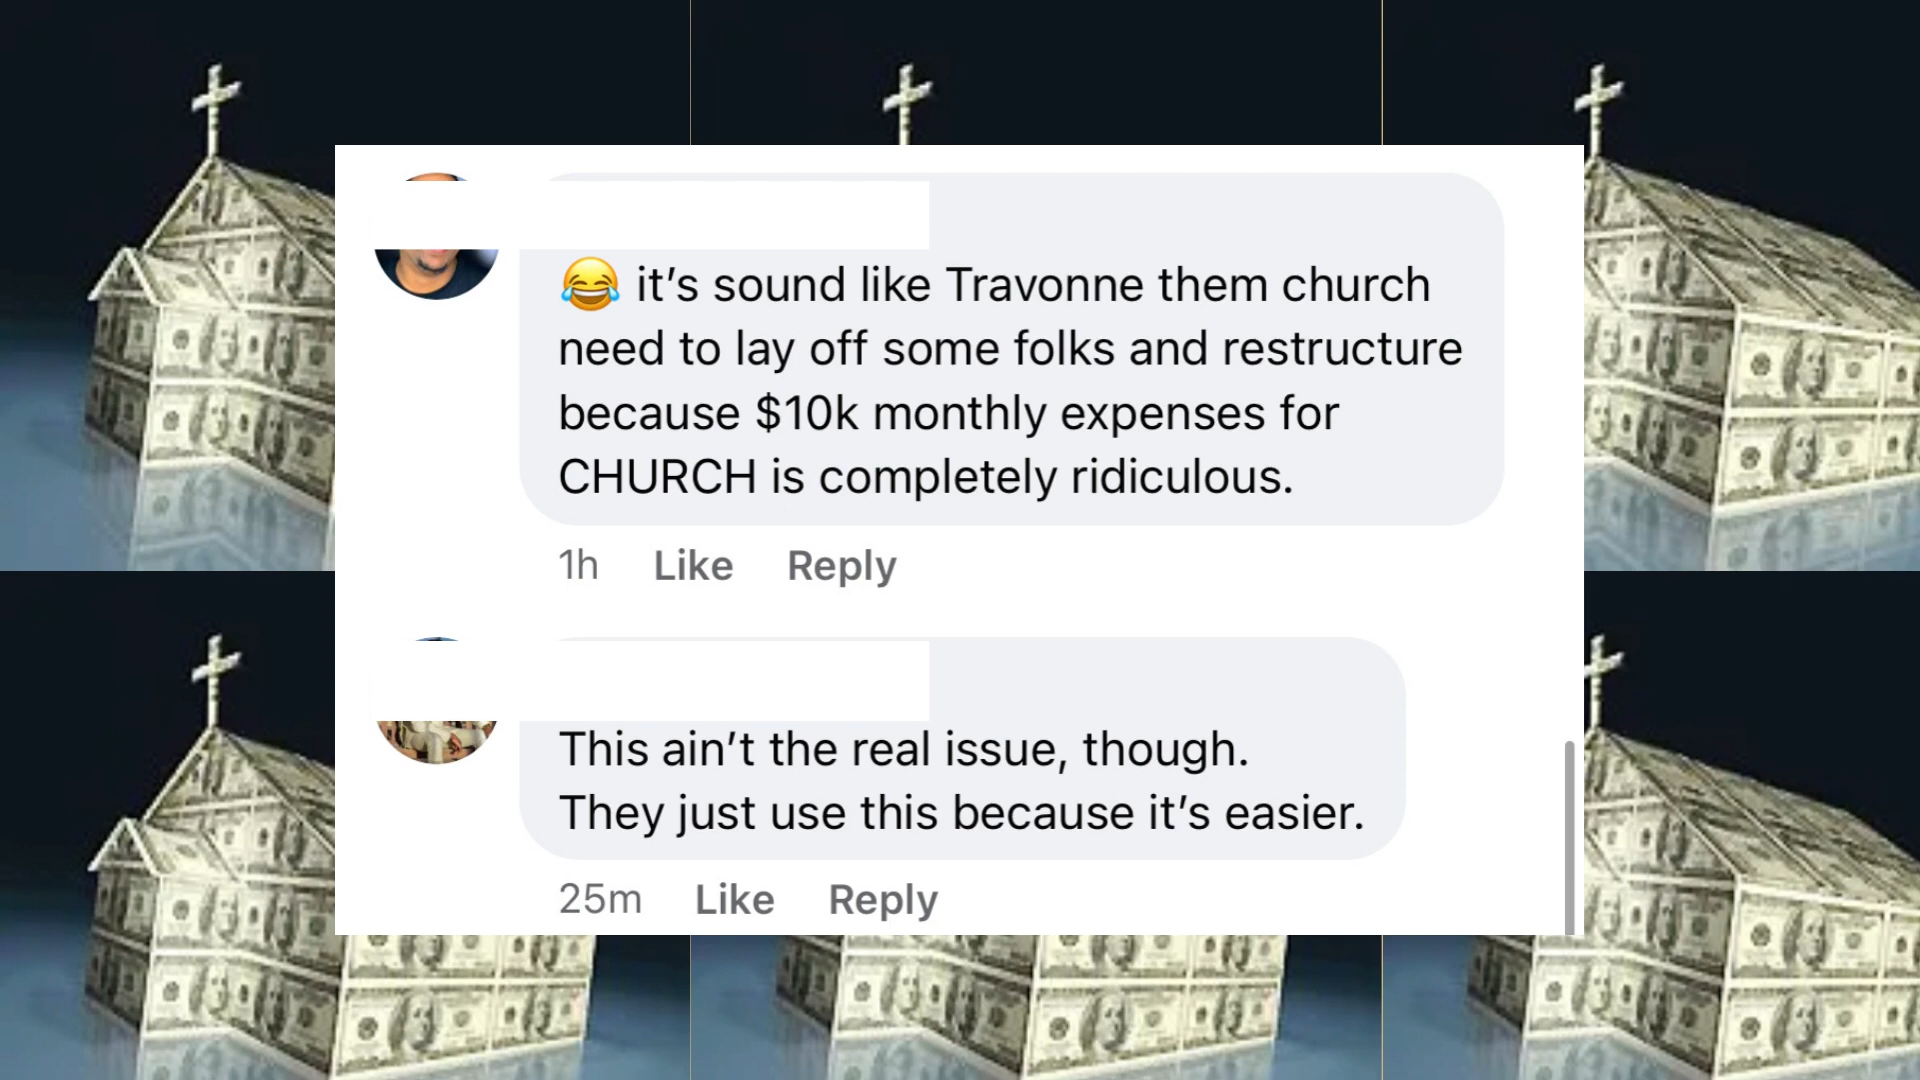 😂 it’s sound like Travonne them church
need to lay off some folks and restructure
because $10k monthly expenses for
CHURCH is completely ridiculous.
1h Like Reply
This ain’t the real issue, though.
They just use this because it’s easier.
25m Like Reply